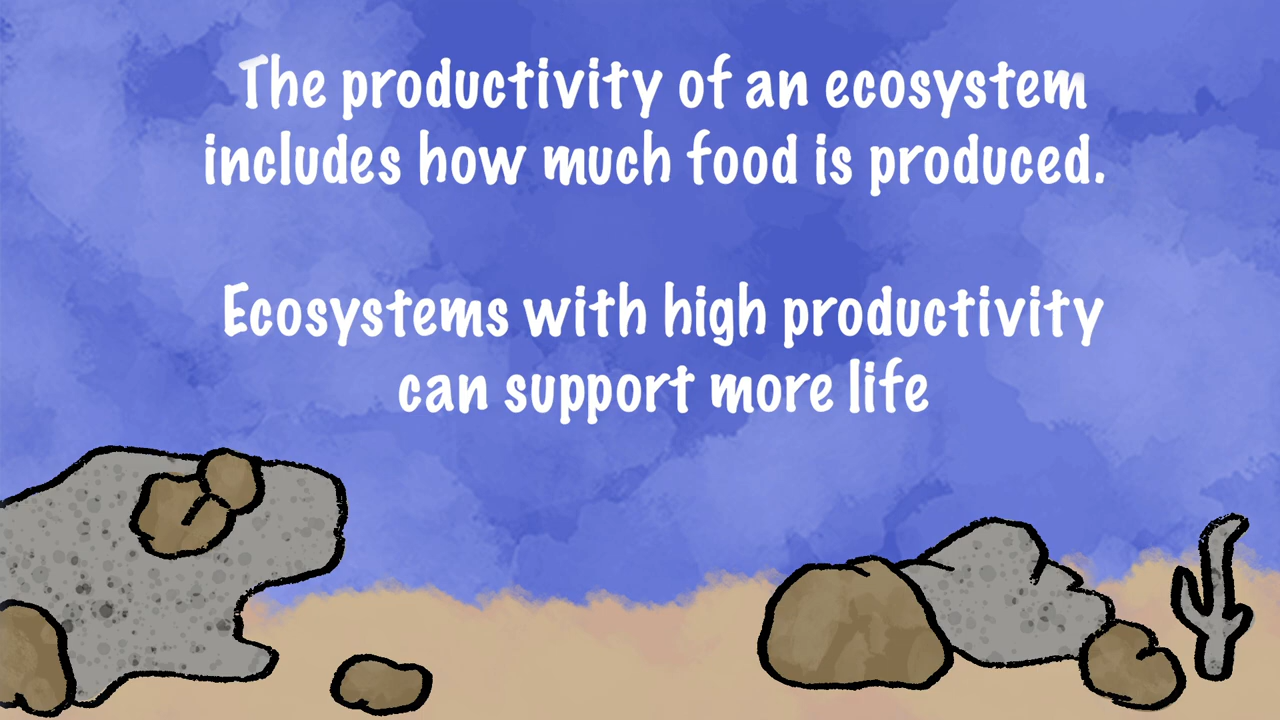 The productivity of an ecosystem
includes how much food is produced.
Ecosystems with high productivity
can support more life